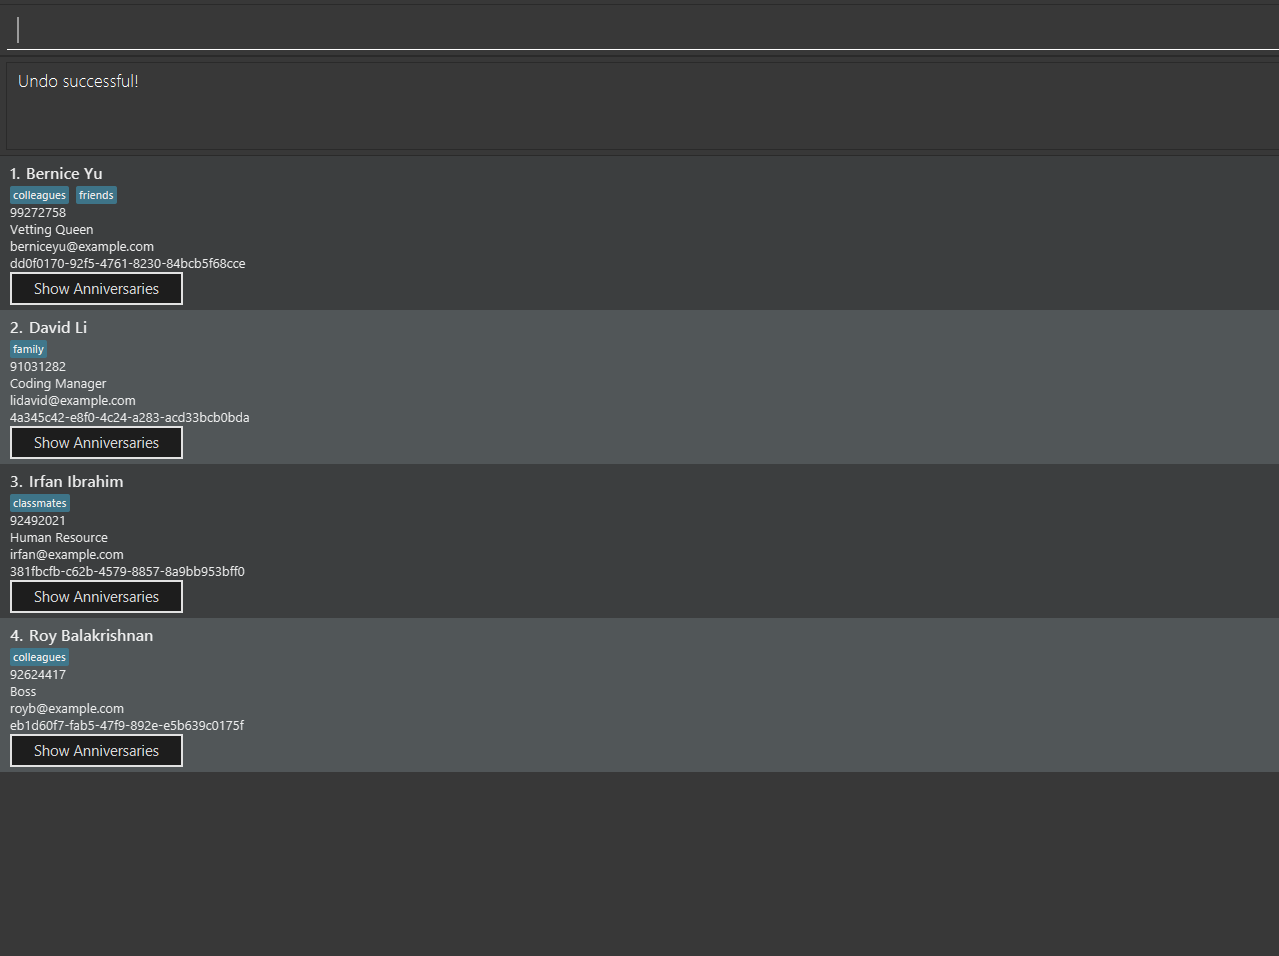 Undo successful!
1. Bernice Yu
colleagues friends
99272758
Vetting Queen
berniceyu@example.com
dd0f0170-92f5-4761-8230-84bcb5f68cce
Show Anniversaries
2. David Li
family
91031282
Coding Manager
lidavid@example.com
4a345c42-e8f0-4c24-a283-acd33bcb0bda
Show Anniversaries
3. Irfan Ibrahim
classmates
92492021
Human Resource
irfan@example.com
381fbcfb-c62b-4579-8857-8a9bb953bff0
Show Anniversaries
4. Roy Balakrishnan
colleagues
92624417
Boss
royb@example.com
eb1d60f7-fab5-47f9-892e-e5b639c0175f
Show Anniversaries